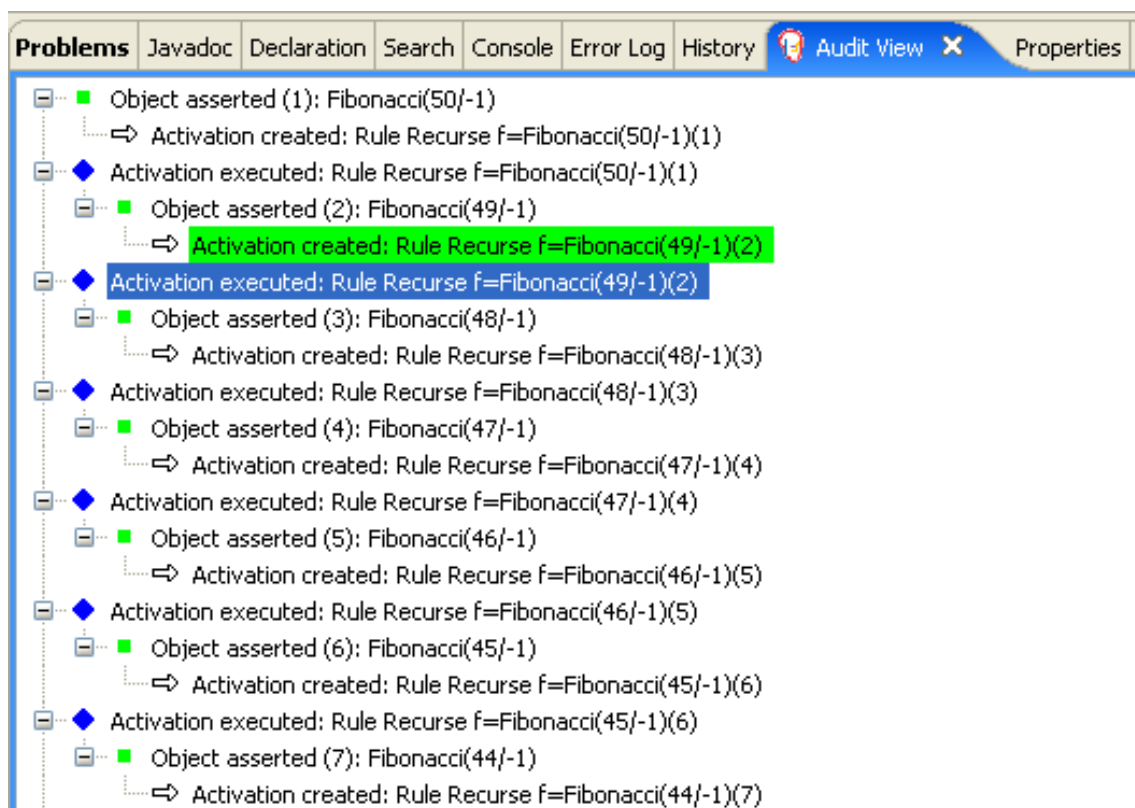 Problems Javadoc Declaration Search Console Error Log History Audit View Properties
Object asserted (1): Fibonacci(50/-1)
Activation created: Rule Recurse f=Fibonacci(50/-1)(1)
Activation executed: Rule Recurse f=Fibonacci(50/-1)(1)
Object asserted (2): Fibonacci(49/-1)
Activation created: Rule Recurse f=Fibonacci(49/-1)(2)
Activation executed: Rule Recurse f=Fibonacci(49/-1)(2)
Object asserted (3): Fibonacci(48/-1)
Activation created: Rule Recurse f=Fibonacci(48/-1)(3)
Activation executed: Rule Recurse f=Fibonacci(48/-1)(3)
Object asserted (4): Fibonacci(47/-1)
Activation created: Rule Recurse f=Fibonacci(47/-1)(4)
Activation executed: Rule Recurse f=Fibonacci(47/-1)(4)
Object asserted (5): Fibonacci(46/-1)
Activation created: Rule Recurse f=Fibonacci(46/-1)(5)
Activation executed: Rule Recurse f=Fibonacci(46/-1)(5)
Object asserted (6): Fibonacci(45/-1)
Activation created: Rule Recurse f=Fibonacci(45/-1)(6)
Activation executed: Rule Recurse f=Fibonacci(45/-1)(6)
Object asserted (7): Fibonacci(44/-1)
Activation created: Rule Recurse f=Fibonacci(44/-1)(7)